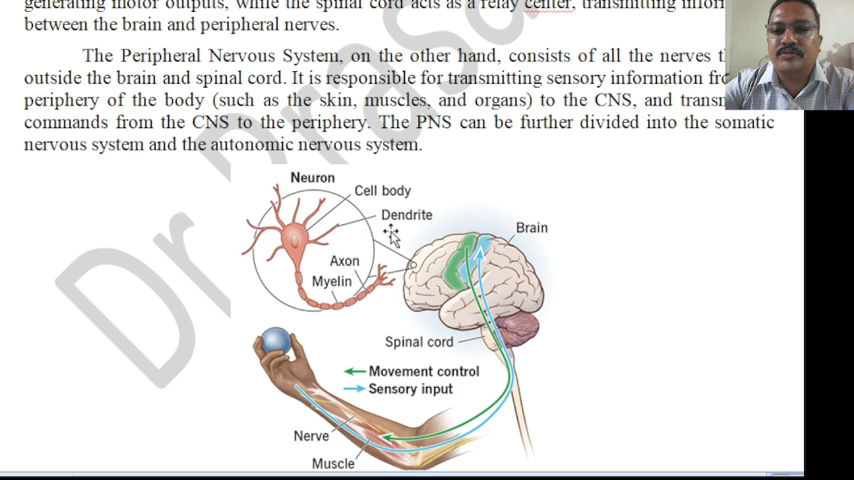 generating motor outputs, while the spinal cord acts as a relay center, transmitting
between the brain and peripheral nerves.
The Peripheral Nervous System, on the other hand, consists of all the nerves
outside the brain and spinal cord. It is responsible for transmitting sensory information
periphery of the body (such as the skin, muscles, and organs) to the CNS, and
commands from the CNS to the periphery. The PNS can be further divided into the somatic
nervous system and the autonomic nervous system.
Neuron
Cell body
Dendrite
Brain
Axon
Myelin
Spinal cord
Movement control
Sensory input
Nerve
Muscle